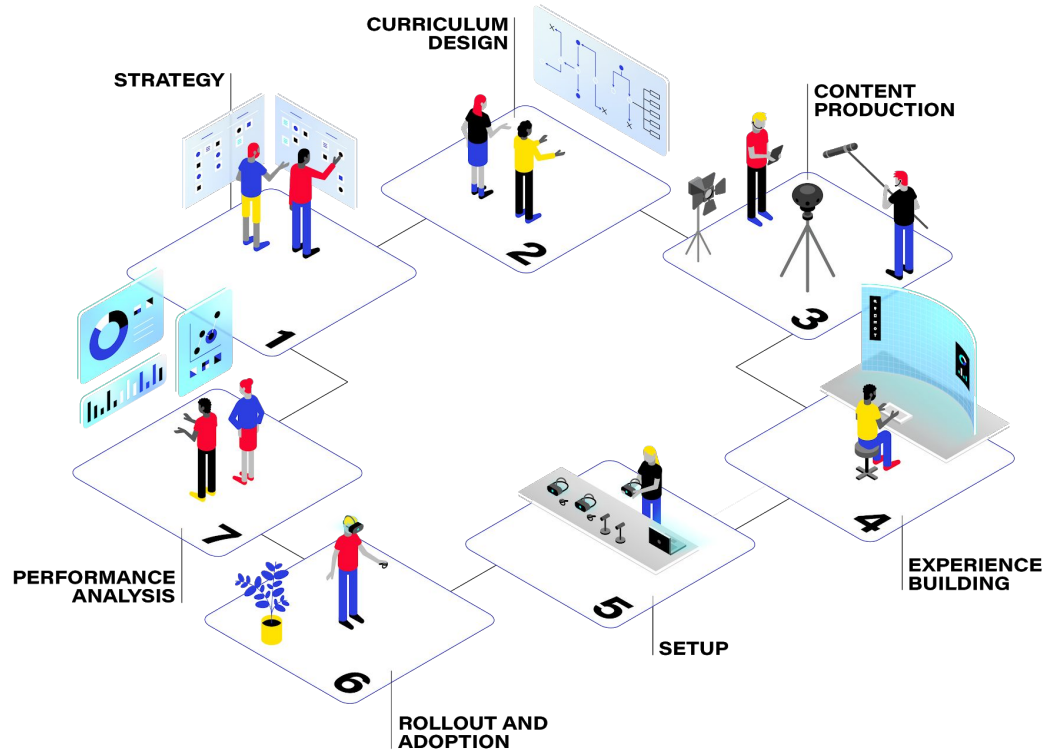 STRATEGY
1
CURRICULUM
DESIGN
2
CONTENT
PRODUCTION
3
EXPERIENCE
BUILDING
4
SETUP
5
ROLLOUT AND
ADOPTION
6
PERFORMANCE
ANALYSIS
7